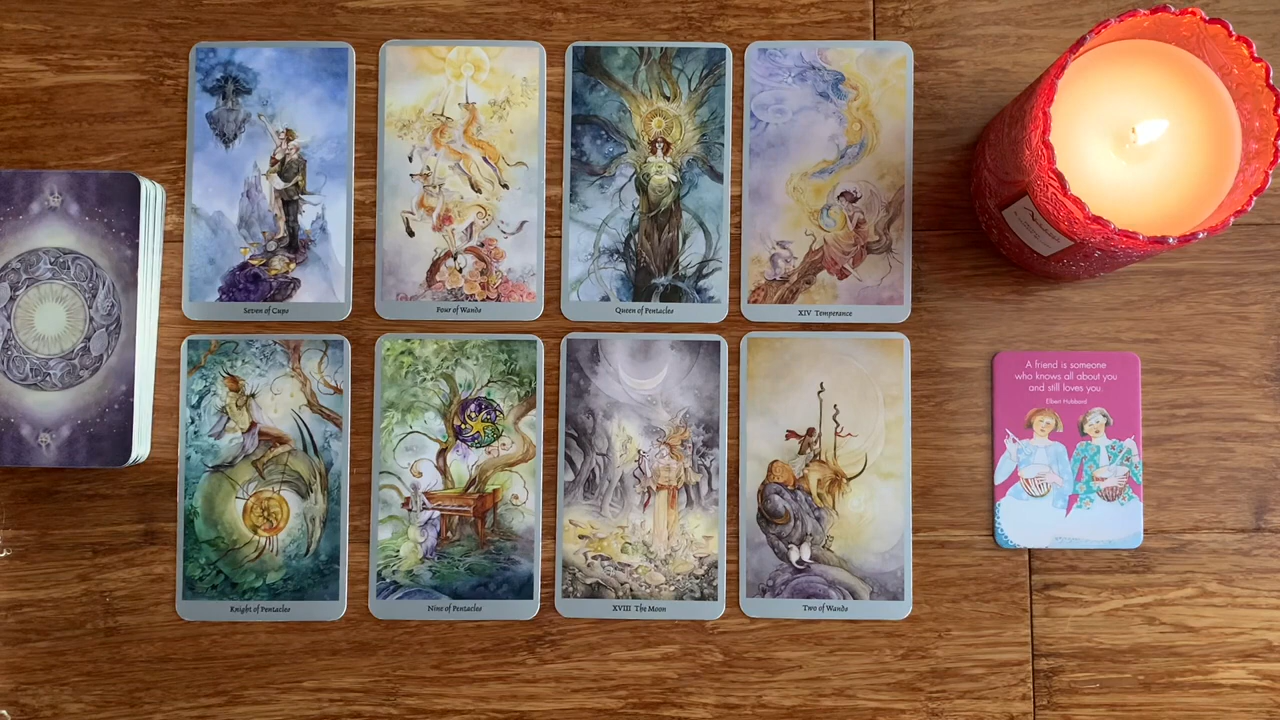 Seven of Cups
Four of Wands
Queen of Pentacles
XIV Temperance
Knight of Pentacles
Nine of Pentacles
XVIII The Moon
Two of Wands
A friend is someone
who knows all about you
and still loves you.
Elbert Hubbard